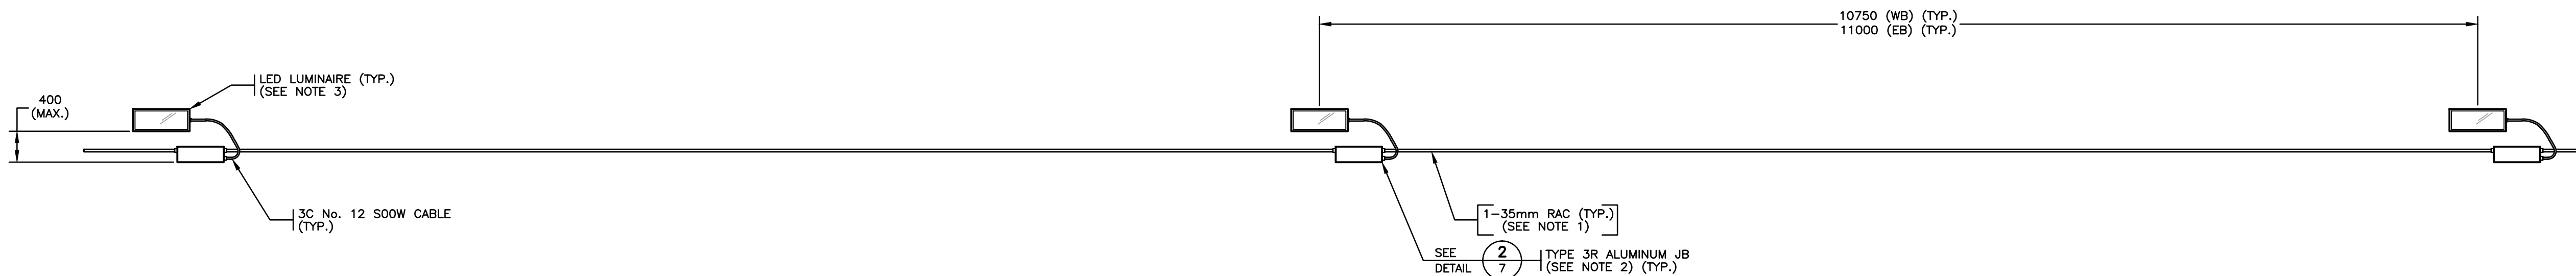 10750 (WB) (TYP.)
11000 (EB) (TYP.)
LED LUMINAIRE (TYP.)
(SEE NOTE 3)
400
(MAX.)
3C No. 12 SOOW CABLE
(TYP.)
1-35mm RAC (TYP.)
(SEE NOTE 1)
SEE
DETAIL
2
7
TYPE 3R ALUMINUM JB
(SEE NOTE 2) (TYP.)